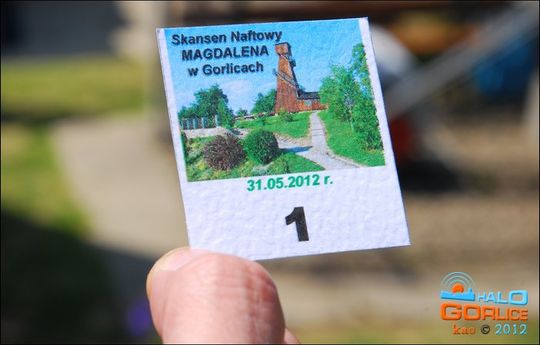 Skansen Naftowy
MAGDALENA
w Gorlicach
31.05.2012 r.
1
HALO
GORLICE
kao © 2012